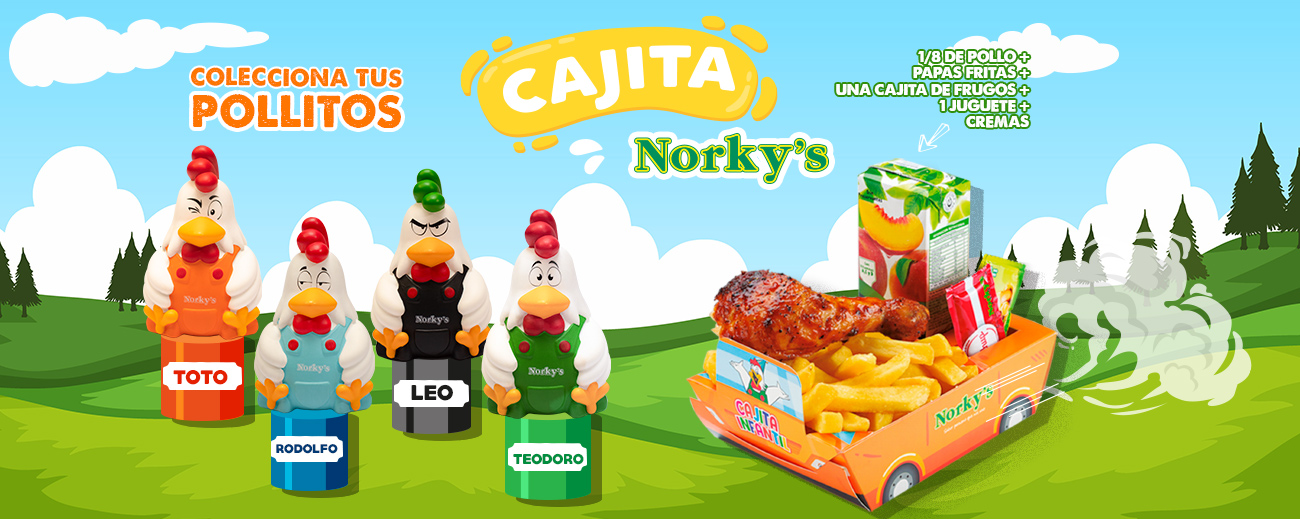 COLECCIONA TUS
POLLITOS
CAJITA
Norky's
1/8 DE POLLO +
PAPAS FRITAS +
UNA CAJITA DE FRUGOS +
1 JUGUETE +
CREMAS
Norky's
TOTO
Norky's
RODOLFO
Norky's
LEO
Norky's
TEODORO
CAJITA
INFANTIL
Norky's